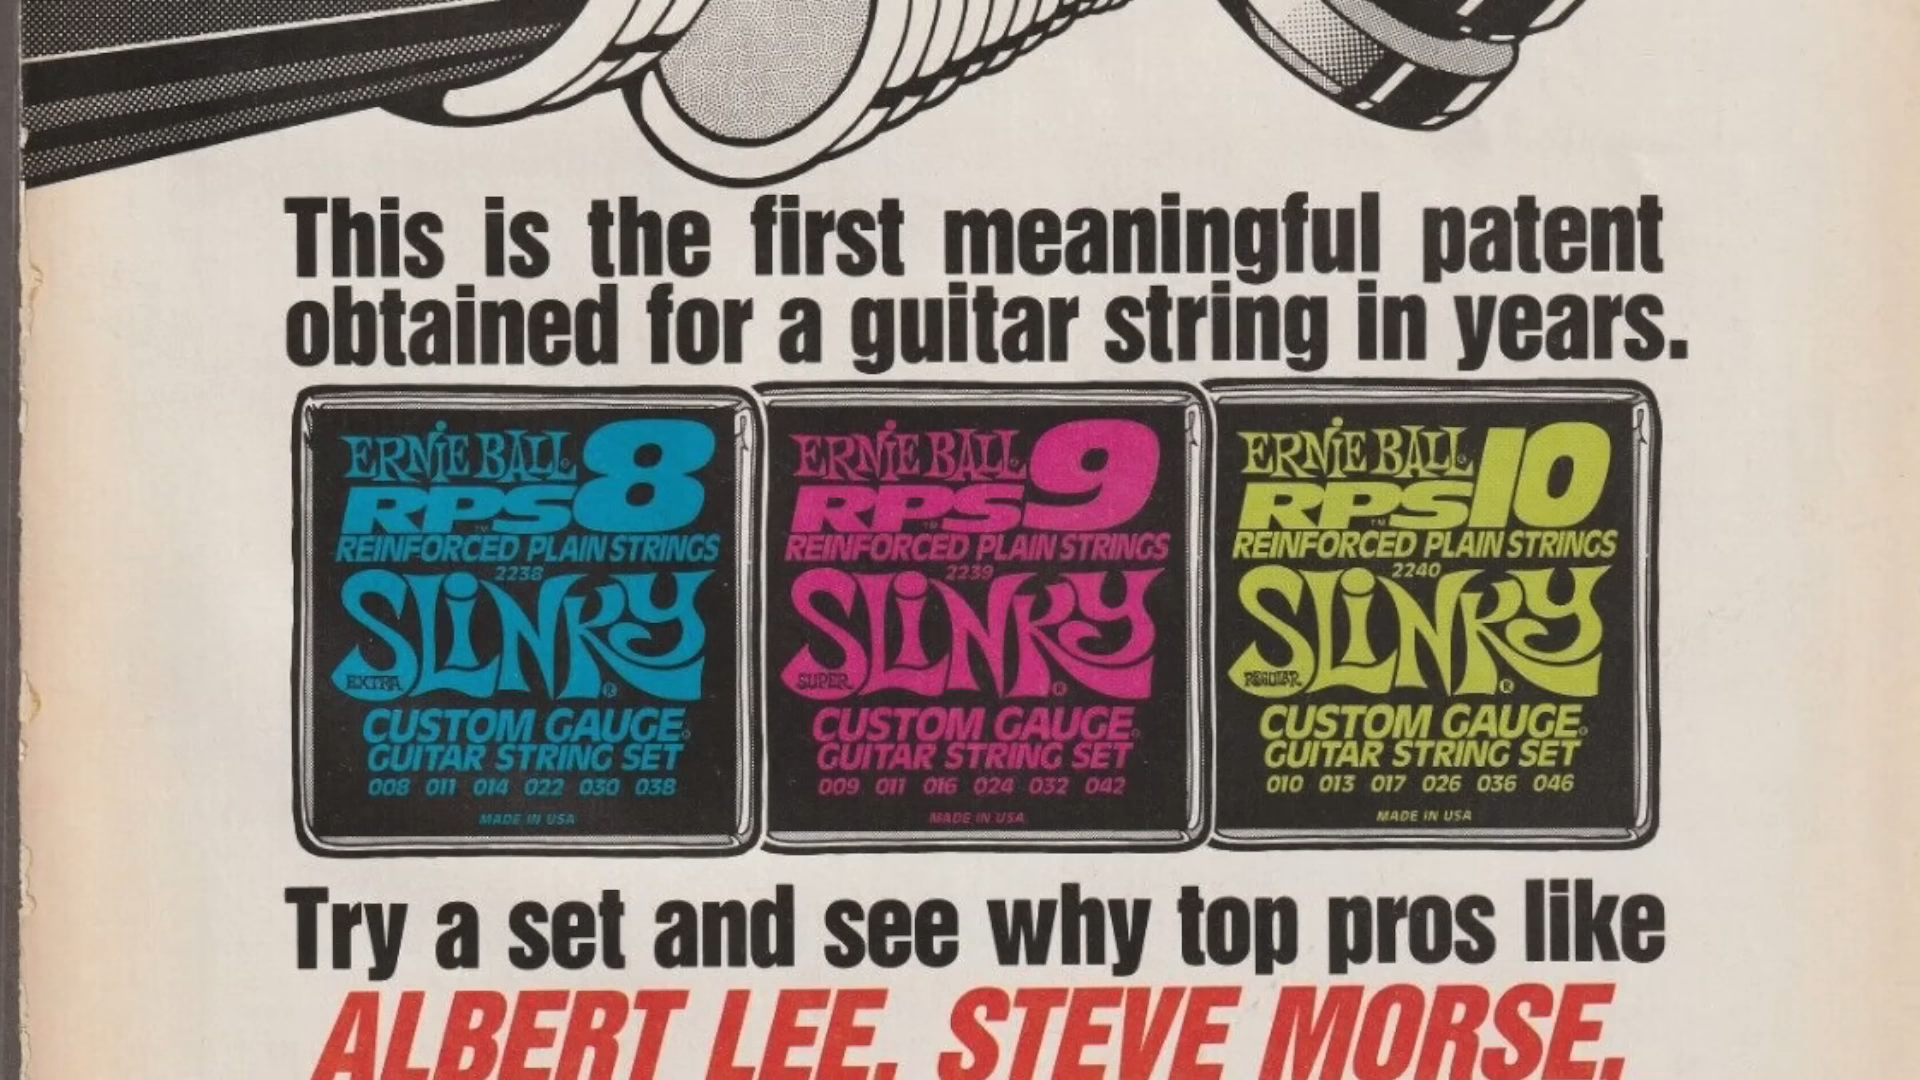 This is the first meaningful patent
obtained for a guitar string in years.
ERNIE BALL® 8
RPS™
REINFORCED PLAIN STRINGS
2238
SLINKY®
EXTRA
CUSTOM GAUGE®
GUITAR STRING SET
008 011 014 022 030 038
MADE IN USA
ERNIE BALL® 9
RPS™
REINFORCED PLAIN STRINGS
2239
SLINKY®
SUPER
CUSTOM GAUGE®
GUITAR STRING SET
009 011 016 024 032 042
MADE IN USA
ERNIE BALL® 10
RPS™
REINFORCED PLAIN STRINGS
2240
SLINKY®
REGULAR
CUSTOM GAUGE®
GUITAR STRING SET
010 013 017 026 036 046
MADE IN USA
Try a set and see why top pros like
ALBERT LEE, STEVE MORSE,